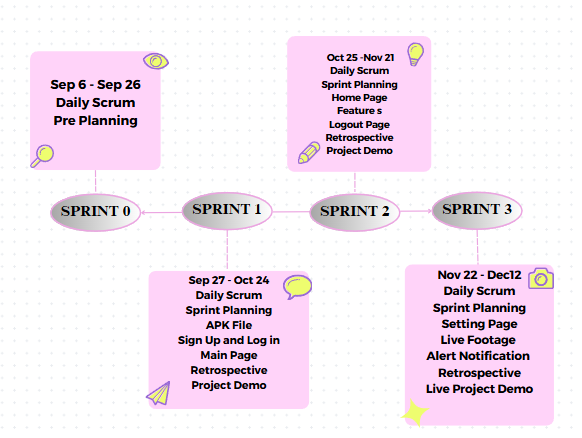 Sep 6 - Sep 26
Daily Scrum
Pre Planning
Oct 25 -Nov 21
Daily Scrum
Sprint Planning
Home Page
Feature s
Logout Page
Retrospective
Project Demo
SPRINT 0
SPRINT 1
SPRINT 2
SPRINT 3
Sep 27 - Oct 24
Daily Scrum
Sprint Planning
APK File
Sign Up and Log in
Main Page
Retrospective
Project Demo
Nov 22 - Dec12
Daily Scrum
Sprint Planning
Setting Page
Live Footage
Alert Notification
Retrospective
Live Project Demo